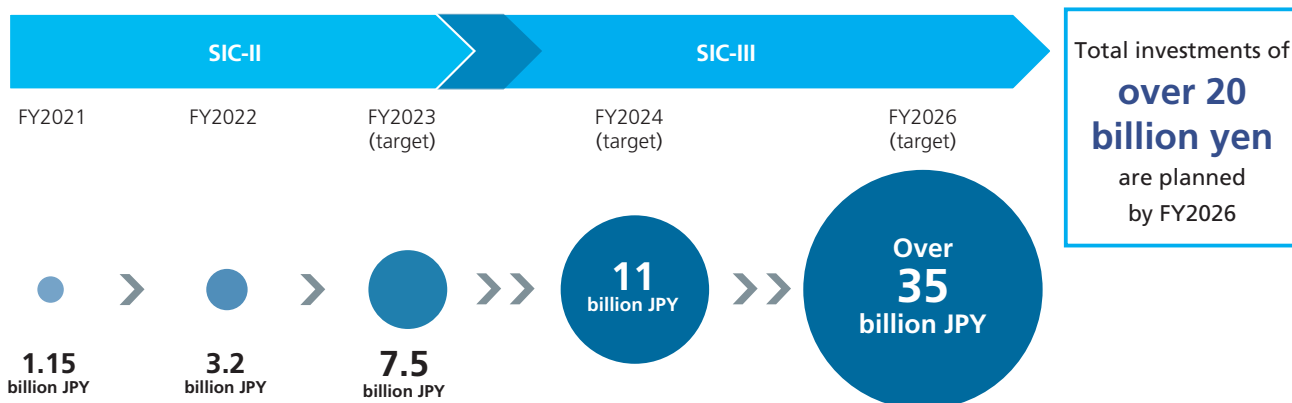 SIC-II
SIC-III
FY2021
FY2022
FY2023
(target)
FY2024
(target)
FY2026
(target)
1.15
billion JPY
3.2
billion JPY
7.5
billion JPY
11
billion JPY
Over
35
billion JPY
Total investments of
over 20
billion yen
are planned
by FY2026